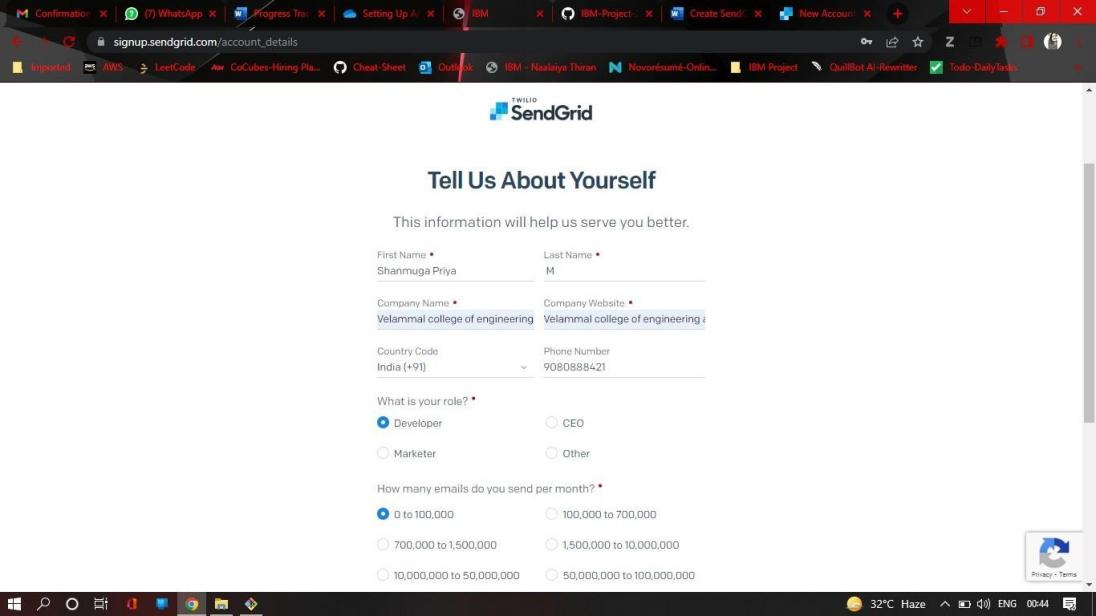 Confirmation (7) WhatsApp Progress Trac Setting Up A IBM IBM-Project- Create SendG New Account
signup.sendgrid.com/account_details
Imported AWS LeetCode CoCubes-Hiring Pla... Cheat-Sheet Outlook IBM - Naalaiya Thiran Novorésumé-Onlin... IBM Project QuillBot AI-Rewritter Todo-DailyTasks
TWILIO
SendGrid
Tell Us About Yourself
This information will help us serve you better.
First Name • Last Name •
Shanmuga Priya M
Company Name • Company Website •
Velammal college of engineering Velammal college of engineering a
Country Code Phone Number
India (+91) 9080888421
What is your role? •
Developer CEO
Marketer Other
How many emails do you send per month? •
0 to 100,000 100,000 to 700,000
700,000 to 1,500,000 1,500,000 to 10,000,000
10,000,000 to 50,000,000 50,000,000 to 100,000,000
Privacy - Terms
32°C Haze ENG 00:44